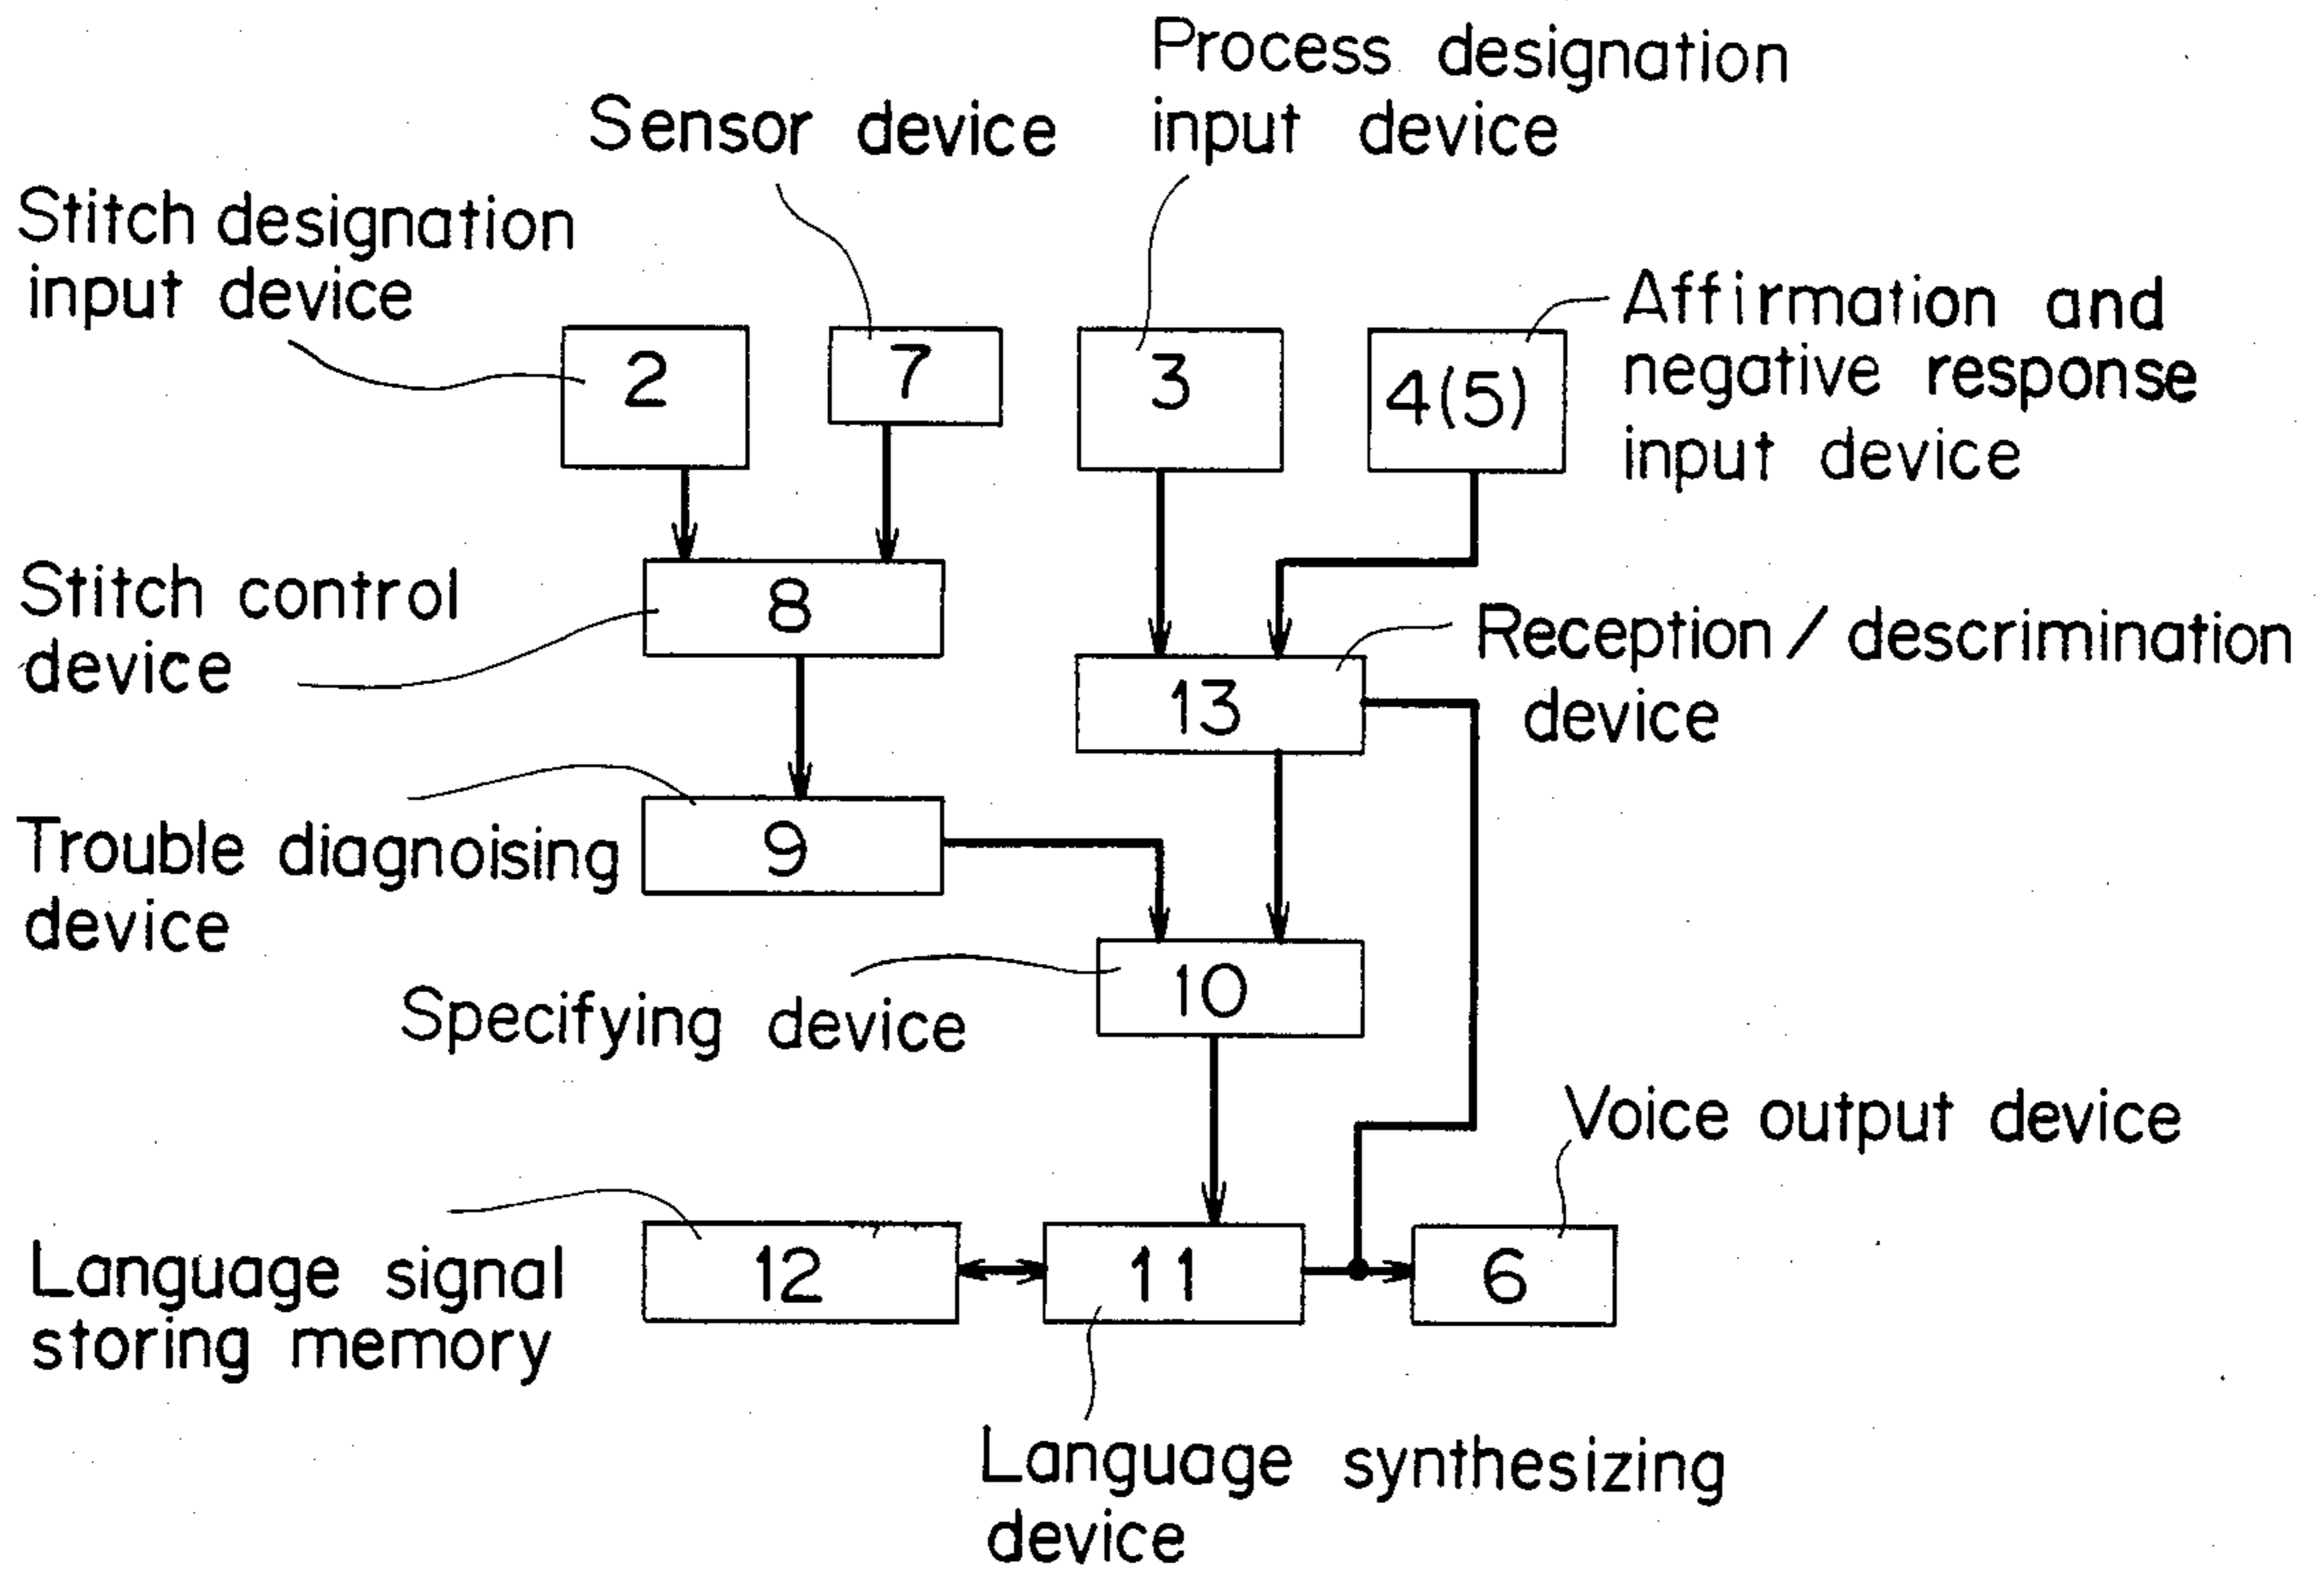 Process designation
input device
Sensor device
Stitch designation
input device
Affirmation and
negative response
input device
2
7
3
4(5)
Stitch control
device
8
Reception / descrimination
device
13
Trouble diagnoising
device
9
Specifying device
10
Voice output device
Language signal
storing memory
12
11
6
Language synthesizing
device